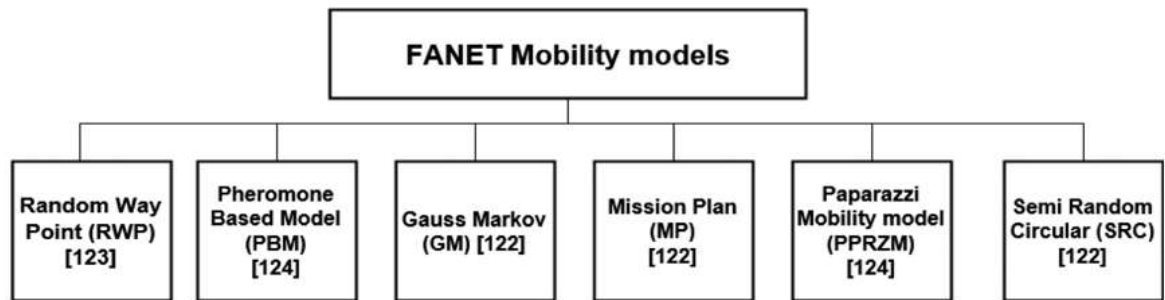 FANET Mobility models
Random Way
Point (RWP)
[123]
Pheromone
Based Model
(PBM)
[124]
Gauss Markov
(GM) [122]
Mission Plan
(MP)
[122]
Paparazzi
Mobility model
(PPRZM)
[124]
Semi Random
Circular (SRC)
[122]